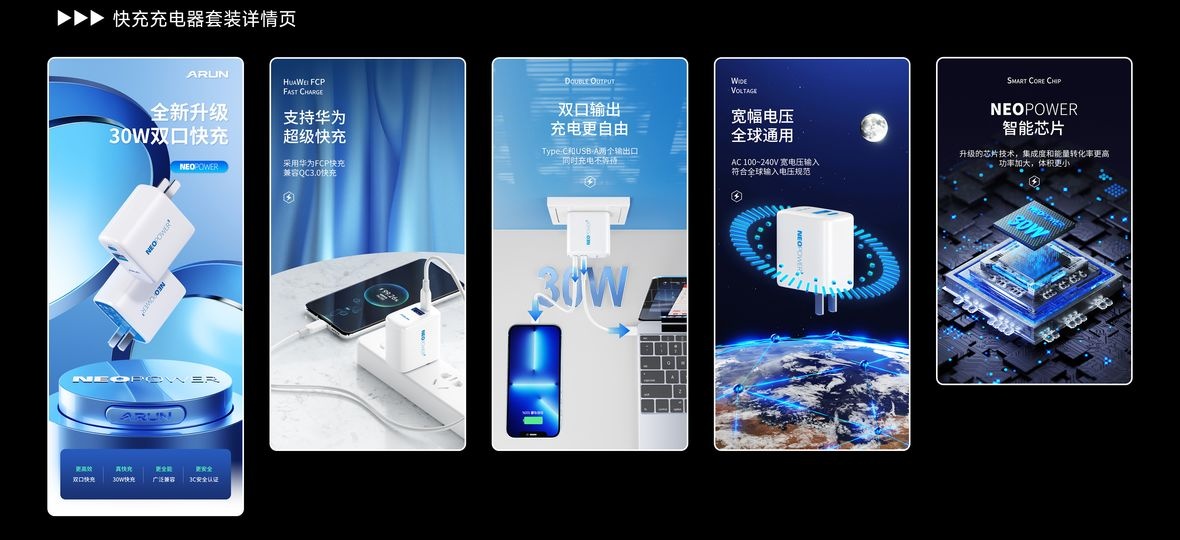 快充充电器套装详情页
ARUN
全新升级
30W双口快充
NEOPOWER
NEOPOWER
NEOPOWER
NEOPOWER
ARUN
更高效
双口快充
真快充
30W快充
更全能
广泛兼容
更安全
3C安全认证
HUAWEI FCP
FAST CHARGE
支持华为
超级快充
采用华为FCP快充
兼容QC3.0快充
NEOPOWER
DOUBLE OUTPUT
双口输出
充电更自由
Type-C和USB-A两个输出口
同时充电不等待
NEOPOWER
30W
WIDE
VOLTAGE
宽幅电压
全球通用
AC 100~240V 宽电压输入
符合全球输入电压规范
NEOPOWER
SMART CORE CHIP
NEOPOWER
智能芯片
升级的芯片技术，集成度和能量转化率更高
功率加大，体积更小
NEOPOWER
30W